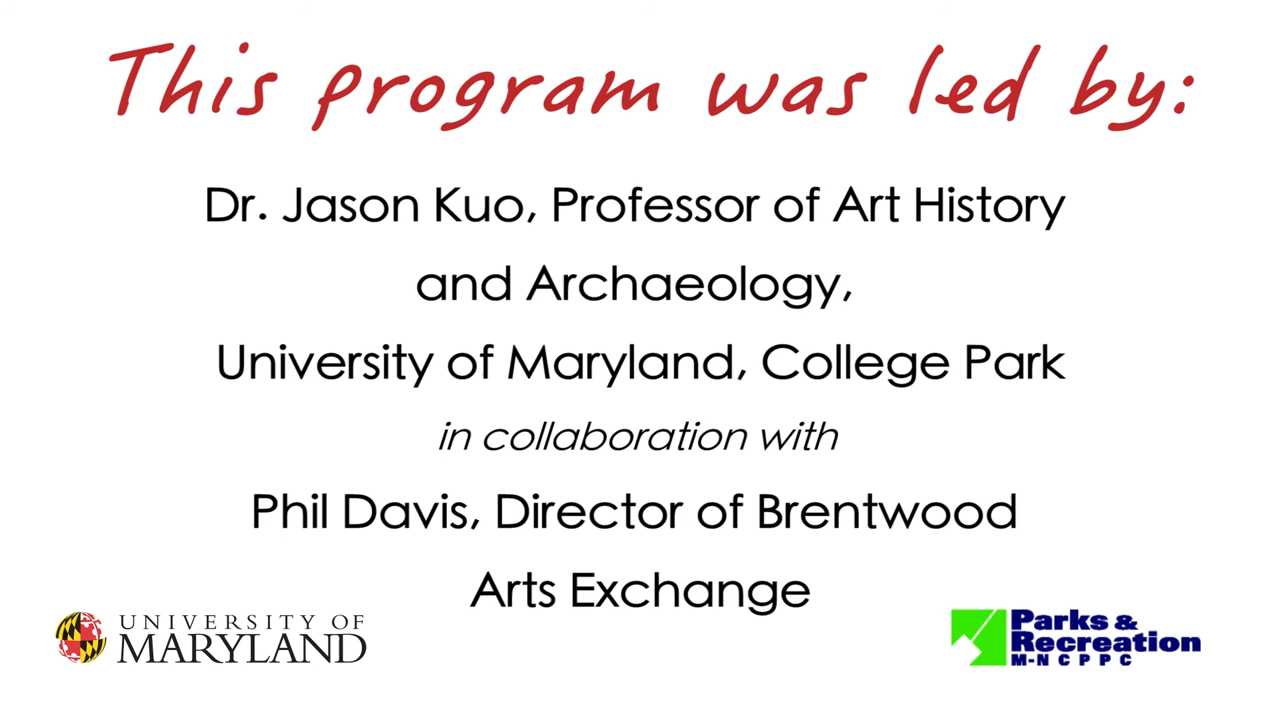 This program was led by:
Dr. Jason Kuo, Professor of Art History
and Archaeology,
University of Maryland, College Park
in collaboration with
Phil Davis, Director of Brentwood
Arts Exchange
UNIVERSITY OF
MARYLAND
Parks &
Recreation
M-NCPPC